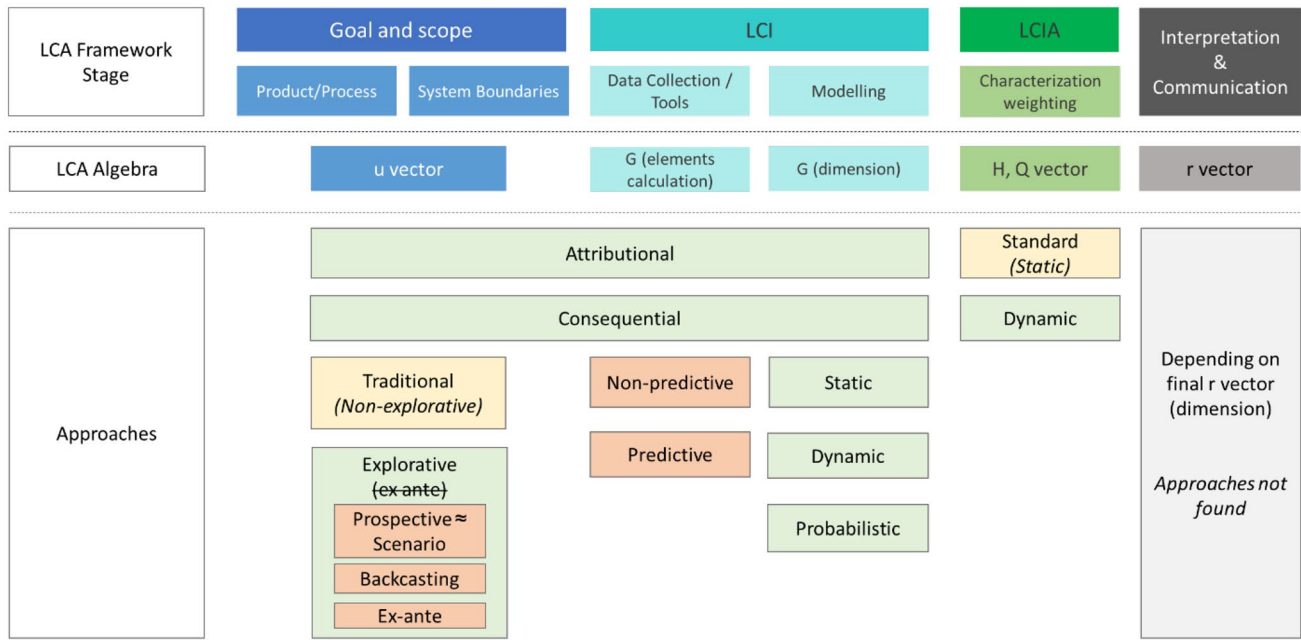 LCA Framework
Stage
Goal and scope
LCI
LCIA
Interpretation
&
Communication
Product/Process
System Boundaries
Data Collection /
Tools
Modelling
Characterization
weighting
LCA Algebra
u vector
G (elements
calculation)
G (dimension)
H, Q vector
r vector
Approaches
Attributional
Standard
(Static)
Consequential
Dynamic
Traditional
(Non-explorative)
Non-predictive
Static
Predictive
Dynamic
Probabilistic
Explorative
(ex ante)
Prospective ≈
Scenario
Backcasting
Ex-ante
Depending on
final r vector
(dimension)
Approaches not
found